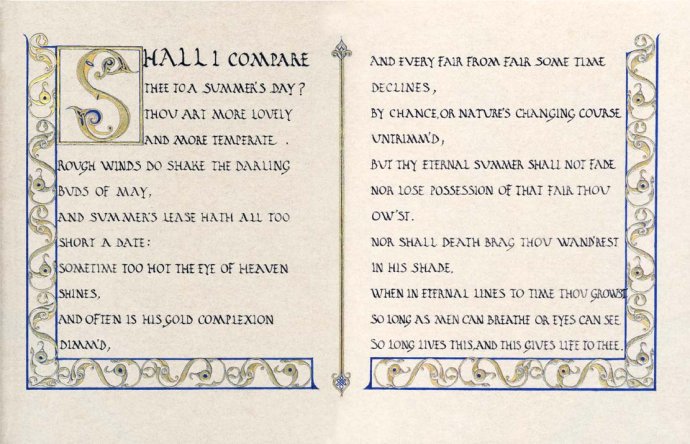 SHALL I COMPARE
THEE TO A SUMMER'S DAY?
THOU ART MORE LOVELY
AND MORE TEMPERATE.
ROUGH WINDS DO SHAKE THE DARLING
BUDS OF MAY,
AND SUMMER'S LEASE HATH ALL TOO
SHORT A DATE:
SOMETIME TOO HOT THE EYE OF HEAVEN
SHINES,
AND OFTEN IS HIS GOLD COMPLEXION
DIMM'D,
AND EVERY FAIR FROM FAIR SOME TIME
DECLINES,
BY CHANCE, OR NATURE'S CHANGING COURSE
UNTRIMM'D;
BUT THY ETERNAL SUMMER SHALL NOT FADE
NOR LOSE POSSESSION OF THAT FAIR THOU
OW'ST.
NOR SHALL DEATH BRAG THOU WAND'REST
IN HIS SHADE,
WHEN IN ETERNAL LINES TO TIME THOU GROWST
SO LONG AS MEN CAN BREATHE OR EYES CAN SEE
SO LONG LIVES THIS, AND THIS GIVES LIFE TO THEE.